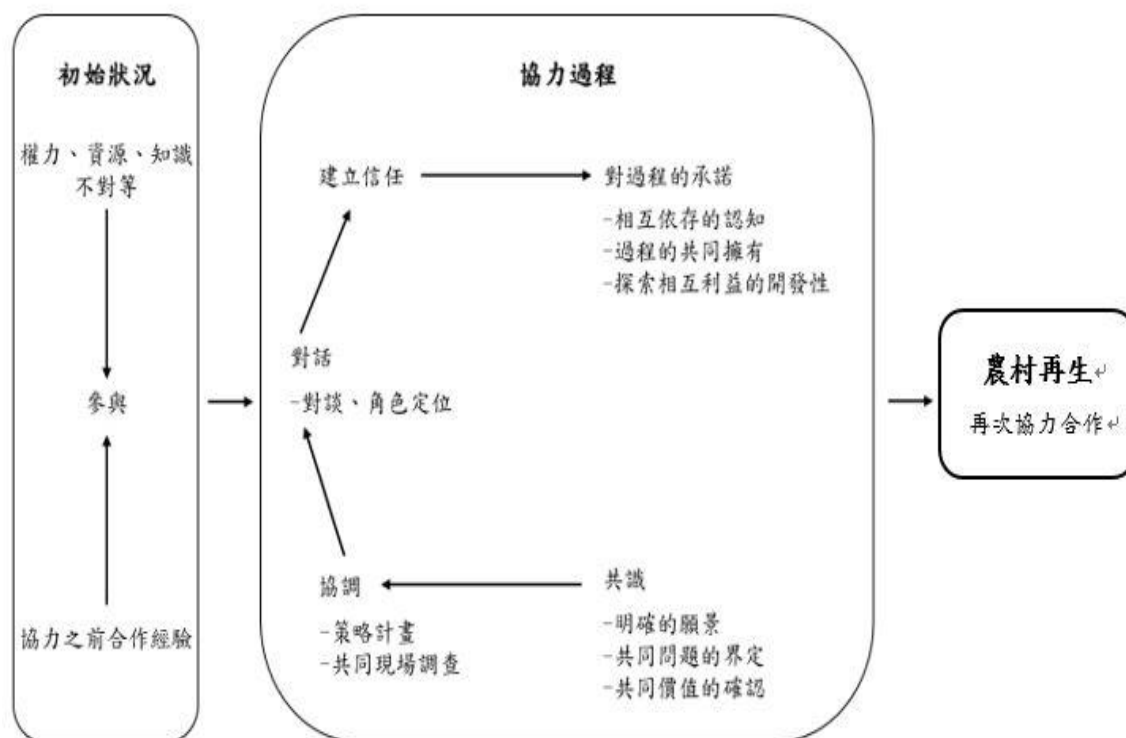 初始狀況
權力、資源、知識
不對等
參與
協力之前合作經驗
協力過程
建立信任
對過程的承諾
-相互依存的認知
-過程的共同擁有
-探索相互利益的開發性
對話
-對談、角色定位
協調
-策略計畫
-共同現場調查
共識
-明確的願景
-共同問題的界定
-共同價值的確認
農村再生↵
再次協力合作↵